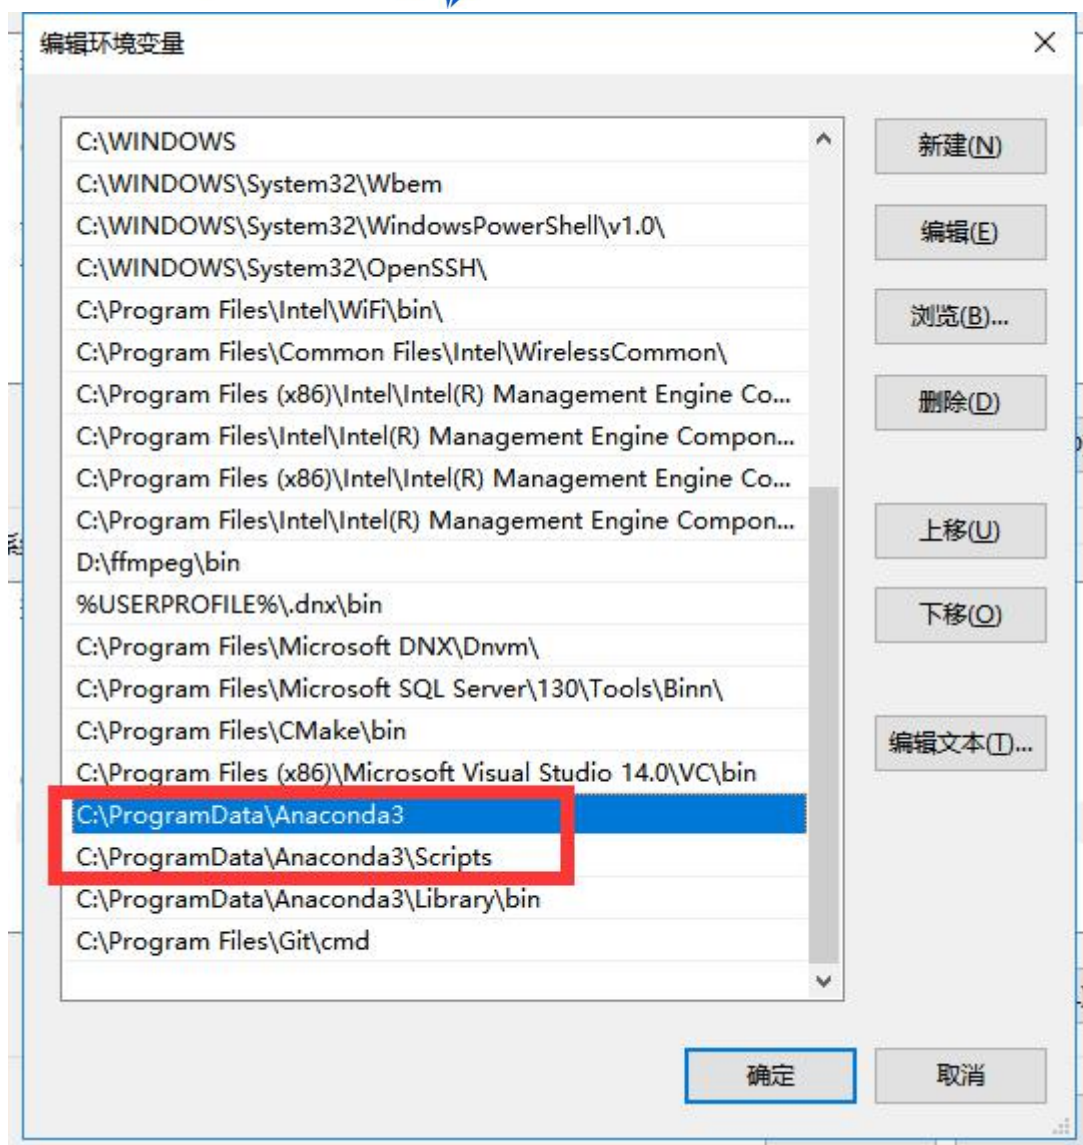 编辑环境变量
C:\WINDOWS
C:\WINDOWS\System32\Wbem
C:\WINDOWS\System32\WindowsPowerShell\v1.0\
C:\WINDOWS\System32\OpenSSH\
C:\Program Files\Intel\WiFi\bin\
C:\Program Files\Common Files\Intel\WirelessCommon\
C:\Program Files (x86)\Intel\Intel(R) Management Engine Co...
C:\Program Files\Intel\Intel(R) Management Engine Compon...
C:\Program Files (x86)\Intel\Intel(R) Management Engine Co...
C:\Program Files\Intel\Intel(R) Management Engine Compon...
D:\ffmpeg\bin
%USERPROFILE%\.dnx\bin
C:\Program Files\Microsoft DNX\Dnvm\
C:\Program Files\Microsoft SQL Server\130\Tools\Binn\
C:\Program Files\CMake\bin
C:\Program Files (x86)\Microsoft Visual Studio 14.0\VC\bin
C:\ProgramData\Anaconda3
C:\ProgramData\Anaconda3\Scripts
C:\ProgramData\Anaconda3\Library\bin
C:\Program Files\Git\cmd
新建(N)
编辑(E)
浏览(B)...
删除(D)
上移(U)
下移(O)
编辑文本(T)...
确定
取消